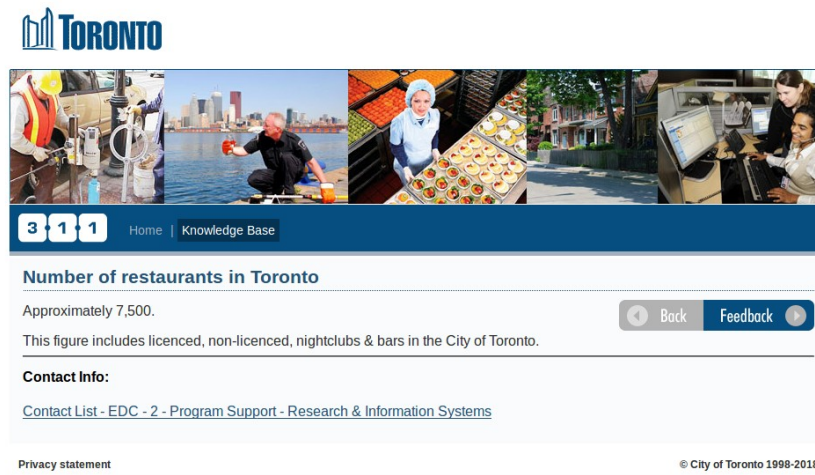 TORONTO
3 1 1
Home | Knowledge Base
Number of restaurants in Toronto
Approximately 7,500.
Back
Feedback
This figure includes licenced, non-licenced, nightclubs & bars in the City of Toronto.
Contact Info:
Contact List - EDC - 2 - Program Support - Research & Information Systems
Privacy statement
© City of Toronto 1998-2018